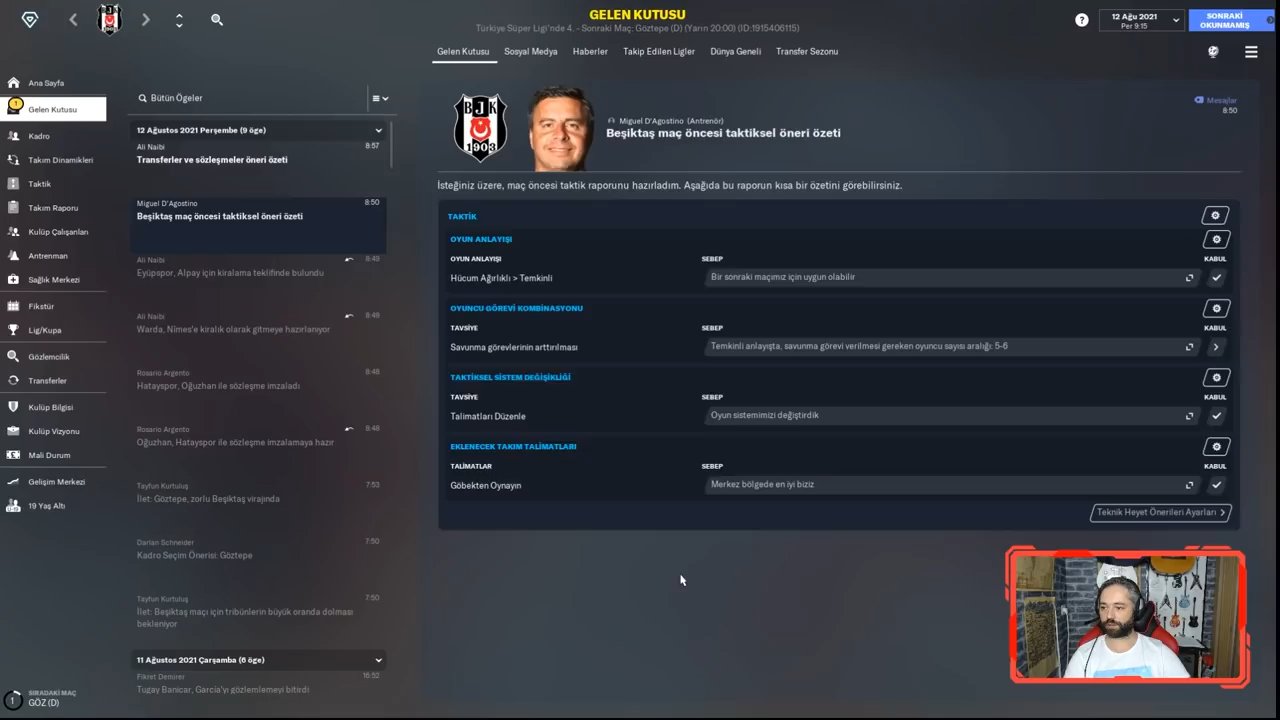 GELEN KUTUSU
Türkiye Süper Ligi'nde 4. - Sonraki Maç: Göztepe (D) (Yarın 20:00) (ID:1915406115)
12 Ağu 2021
Per 9:15
SONRAKİ
OKUNMAMIŞ
Gelen Kutusu
Sosyal Medya
Haberler
Takip Edilen Ligler
Dünya Geneli
Transfer Sezonu
Ana Sayfa
1
Gelen Kutusu
Kadro
Takım Dinamikleri
Taktik
Takım Raporu
Kulüp Çalışanları
Antrenman
Sağlık Merkezi
Fikstür
Lig/Kupa
Gözlemcilik
Transferler
Kulüp Bilgisi
Kulüp Vizyonu
Mali Durum
Gelişim Merkezi
19 Yaş Altı
1
SIRADAKİ MAÇ
GÖZ (D)
Bütün Ögeler
12 Ağustos 2021 Perşembe (9 öge)
Ali Naibi 8:57
Transferler ve sözleşmeler öneri özeti
Miguel D'Agostino 8:50
Beşiktaş maç öncesi taktiksel öneri özeti
Ali Naibi 8:49
Eyüpspor, Alpay için kiralama teklifinde bulundu
Ali Naibi 8:49
Warda, Nîmes'e kiralık olarak gitmeye hazırlanıyor
Rosario Argento 8:48
Hatayspor, Oğuzhan ile sözleşme imzaladı
Rosario Argento 9:48
Oğuzhan, Hatayspor ile sözleşme imzalamaya hazır
Tayfun Kurtuluş 7:53
İlet: Göztepe, zorlu Beşiktaş virajında
Darlan Schneider 7:50
Kadro Seçim Önerisi: Göztepe
Tayfun Kurtuluş 7:50
İlet: Beşiktaş maçı için tribünlerin büyük oranda dolması
bekleniyor
11 Ağustos 2021 Çarşamba (6 öge)
Fikret Demirer 16:52
Tugay Banicar, Garcia'yı gözlemlemeyi bitirdi
BJK
1903
Miguel D'Agostino (Antrenör)
Beşiktaş maç öncesi taktiksel öneri özeti
Mesajlar
8:50
İsteğiniz üzere, maç öncesi taktik raporunu hazırladım. Aşağıda bu raporun kısa bir özetini görebilirsiniz.
TAKTİK
OYUN ANLAYIŞI
OYUN ANLAYIŞI SEBEP KABUL
Hücum Ağırlıklı > Temkinli Bir sonraki maçımız için uygun olabilir
OYUNCU GÖREVİ KOMBİNASYONU
TAVSİYE SEBEP KABUL
Savunma görevlerinin arttırılması Temkinli anlayışta, savunma görevi verilmesi gereken oyuncu sayısı aralığı: 5-6
TAKTİKSEL SİSTEM DEĞİŞİKLİĞİ
TAVSİYE SEBEP KABUL
Talimatları Düzenle Oyun sistemimizi değiştirdik
EKLENECEK TAKIM TALİMATLARI
TALİMATLAR SEBEP KABUL
Göbekten Oynayın Merkez bölgede en iyi biziz
Teknik Heyet Önerileri Ayarları